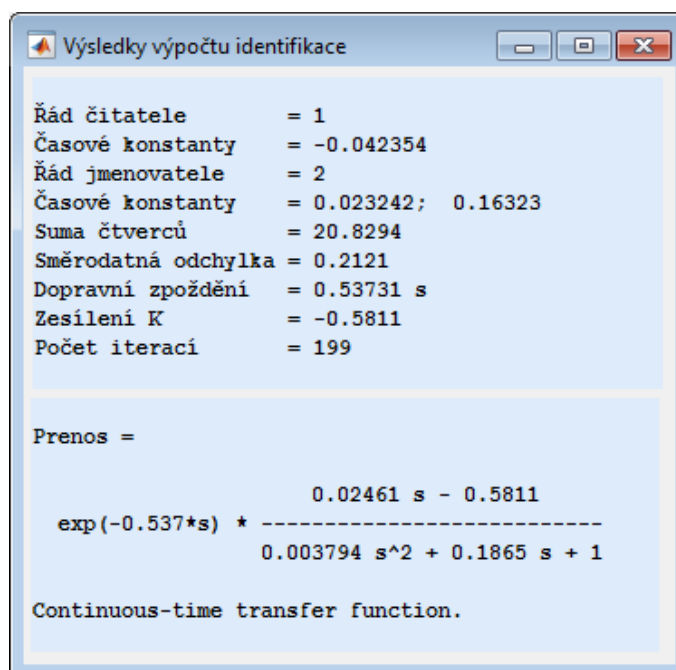 Výsledky výpočtu identifikace
Řád čitatele = 1
Časové konstanty = -0.042354
Řád jmenovatele = 2
Časové konstanty = 0.023242; 0.16323
Suma čtverců = 20.8294
Směrodatná odchylka = 0.2121
Dopravní zpoždění = 0.53731 s
Zesílení K = -0.5811
Počet iterací = 199
Prenos =
0.02461 s - 0.5811
exp(-0.537*s) * ---------------------------
0.003794 s^2 + 0.1865 s + 1
Continuous-time transfer function.